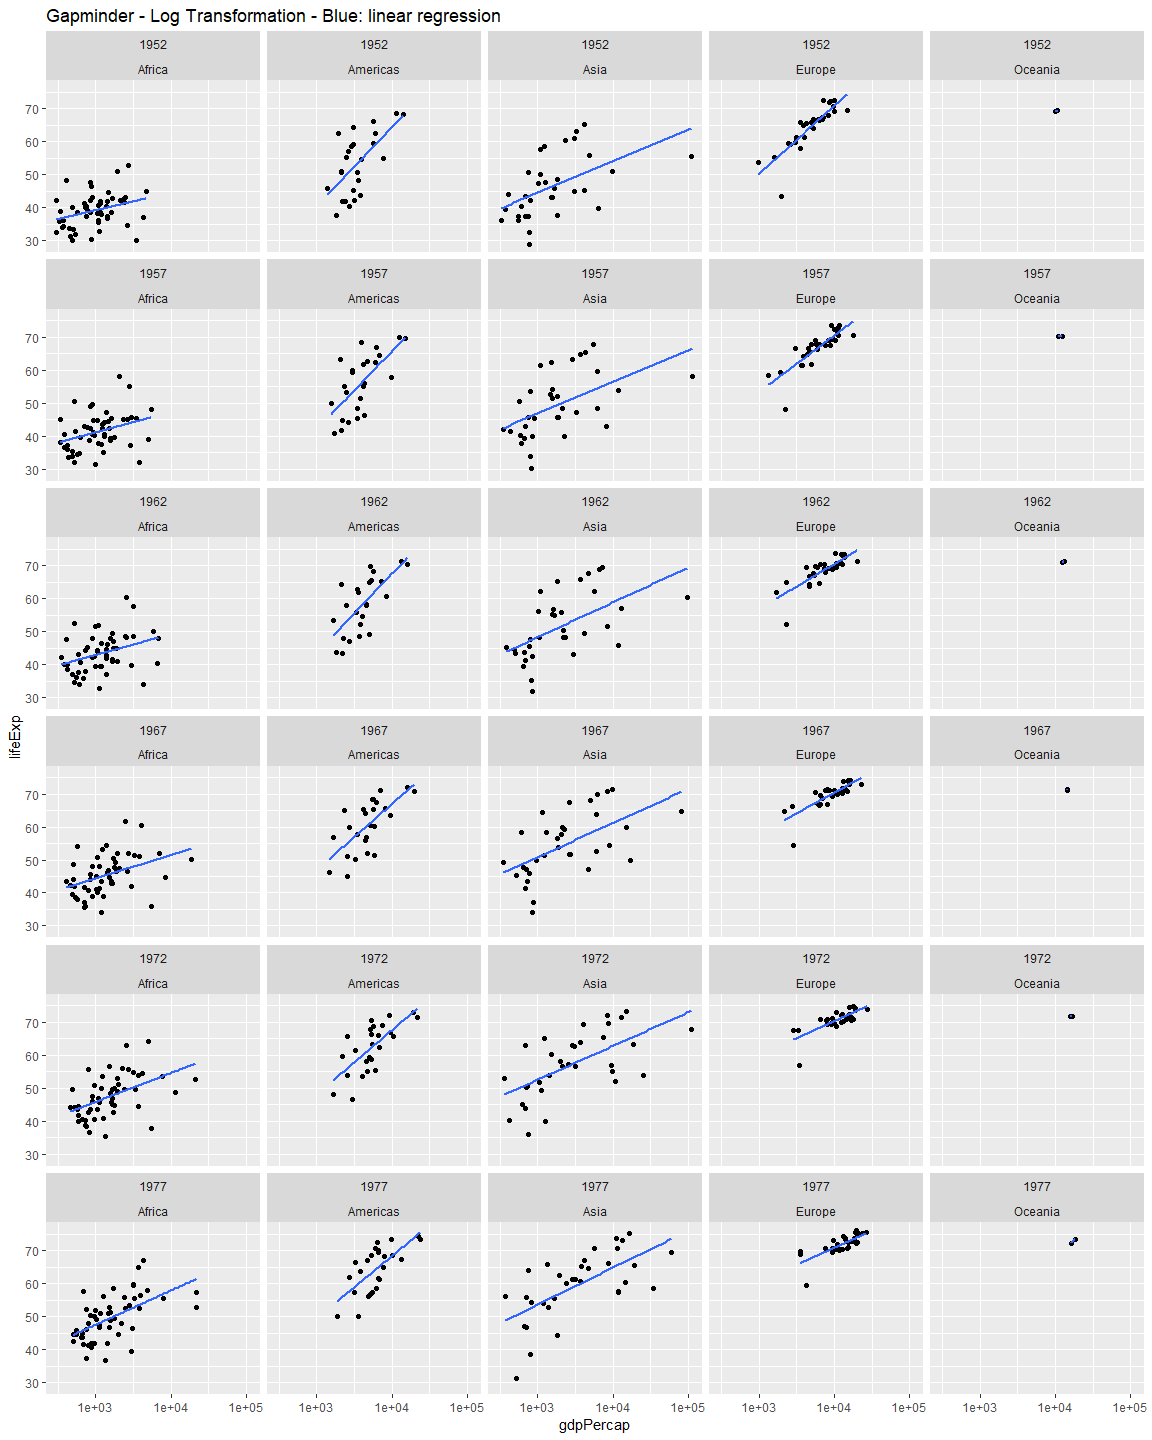 Gapminder - Log Transformation - Blue: linear regression
1952 1952 1952 1952 1952
Africa Americas Asia Europe Oceania
70
60
50
40
30
1957 1957 1957 1957 1957
Africa Americas Asia Europe Oceania
70
60
50
40
30
1962 1962 1962 1962 1962
Africa Americas Asia Europe Oceania
70
60
50
40
30
lifeExp
1967 1967 1967 1967 1967
Africa Americas Asia Europe Oceania
70
60
50
40
30
1972 1972 1972 1972 1972
Africa Americas Asia Europe Oceania
70
60
50
40
30
1977 1977 1977 1977 1977
Africa Americas Asia Europe Oceania
70
60
50
40
30
1e+03 1e+04 1e+05 1e+03 1e+04 1e+05 1e+03 1e+04 1e+05 1e+03 1e+04 1e+05 1e+03 1e+04 1e+05
gdpPercap